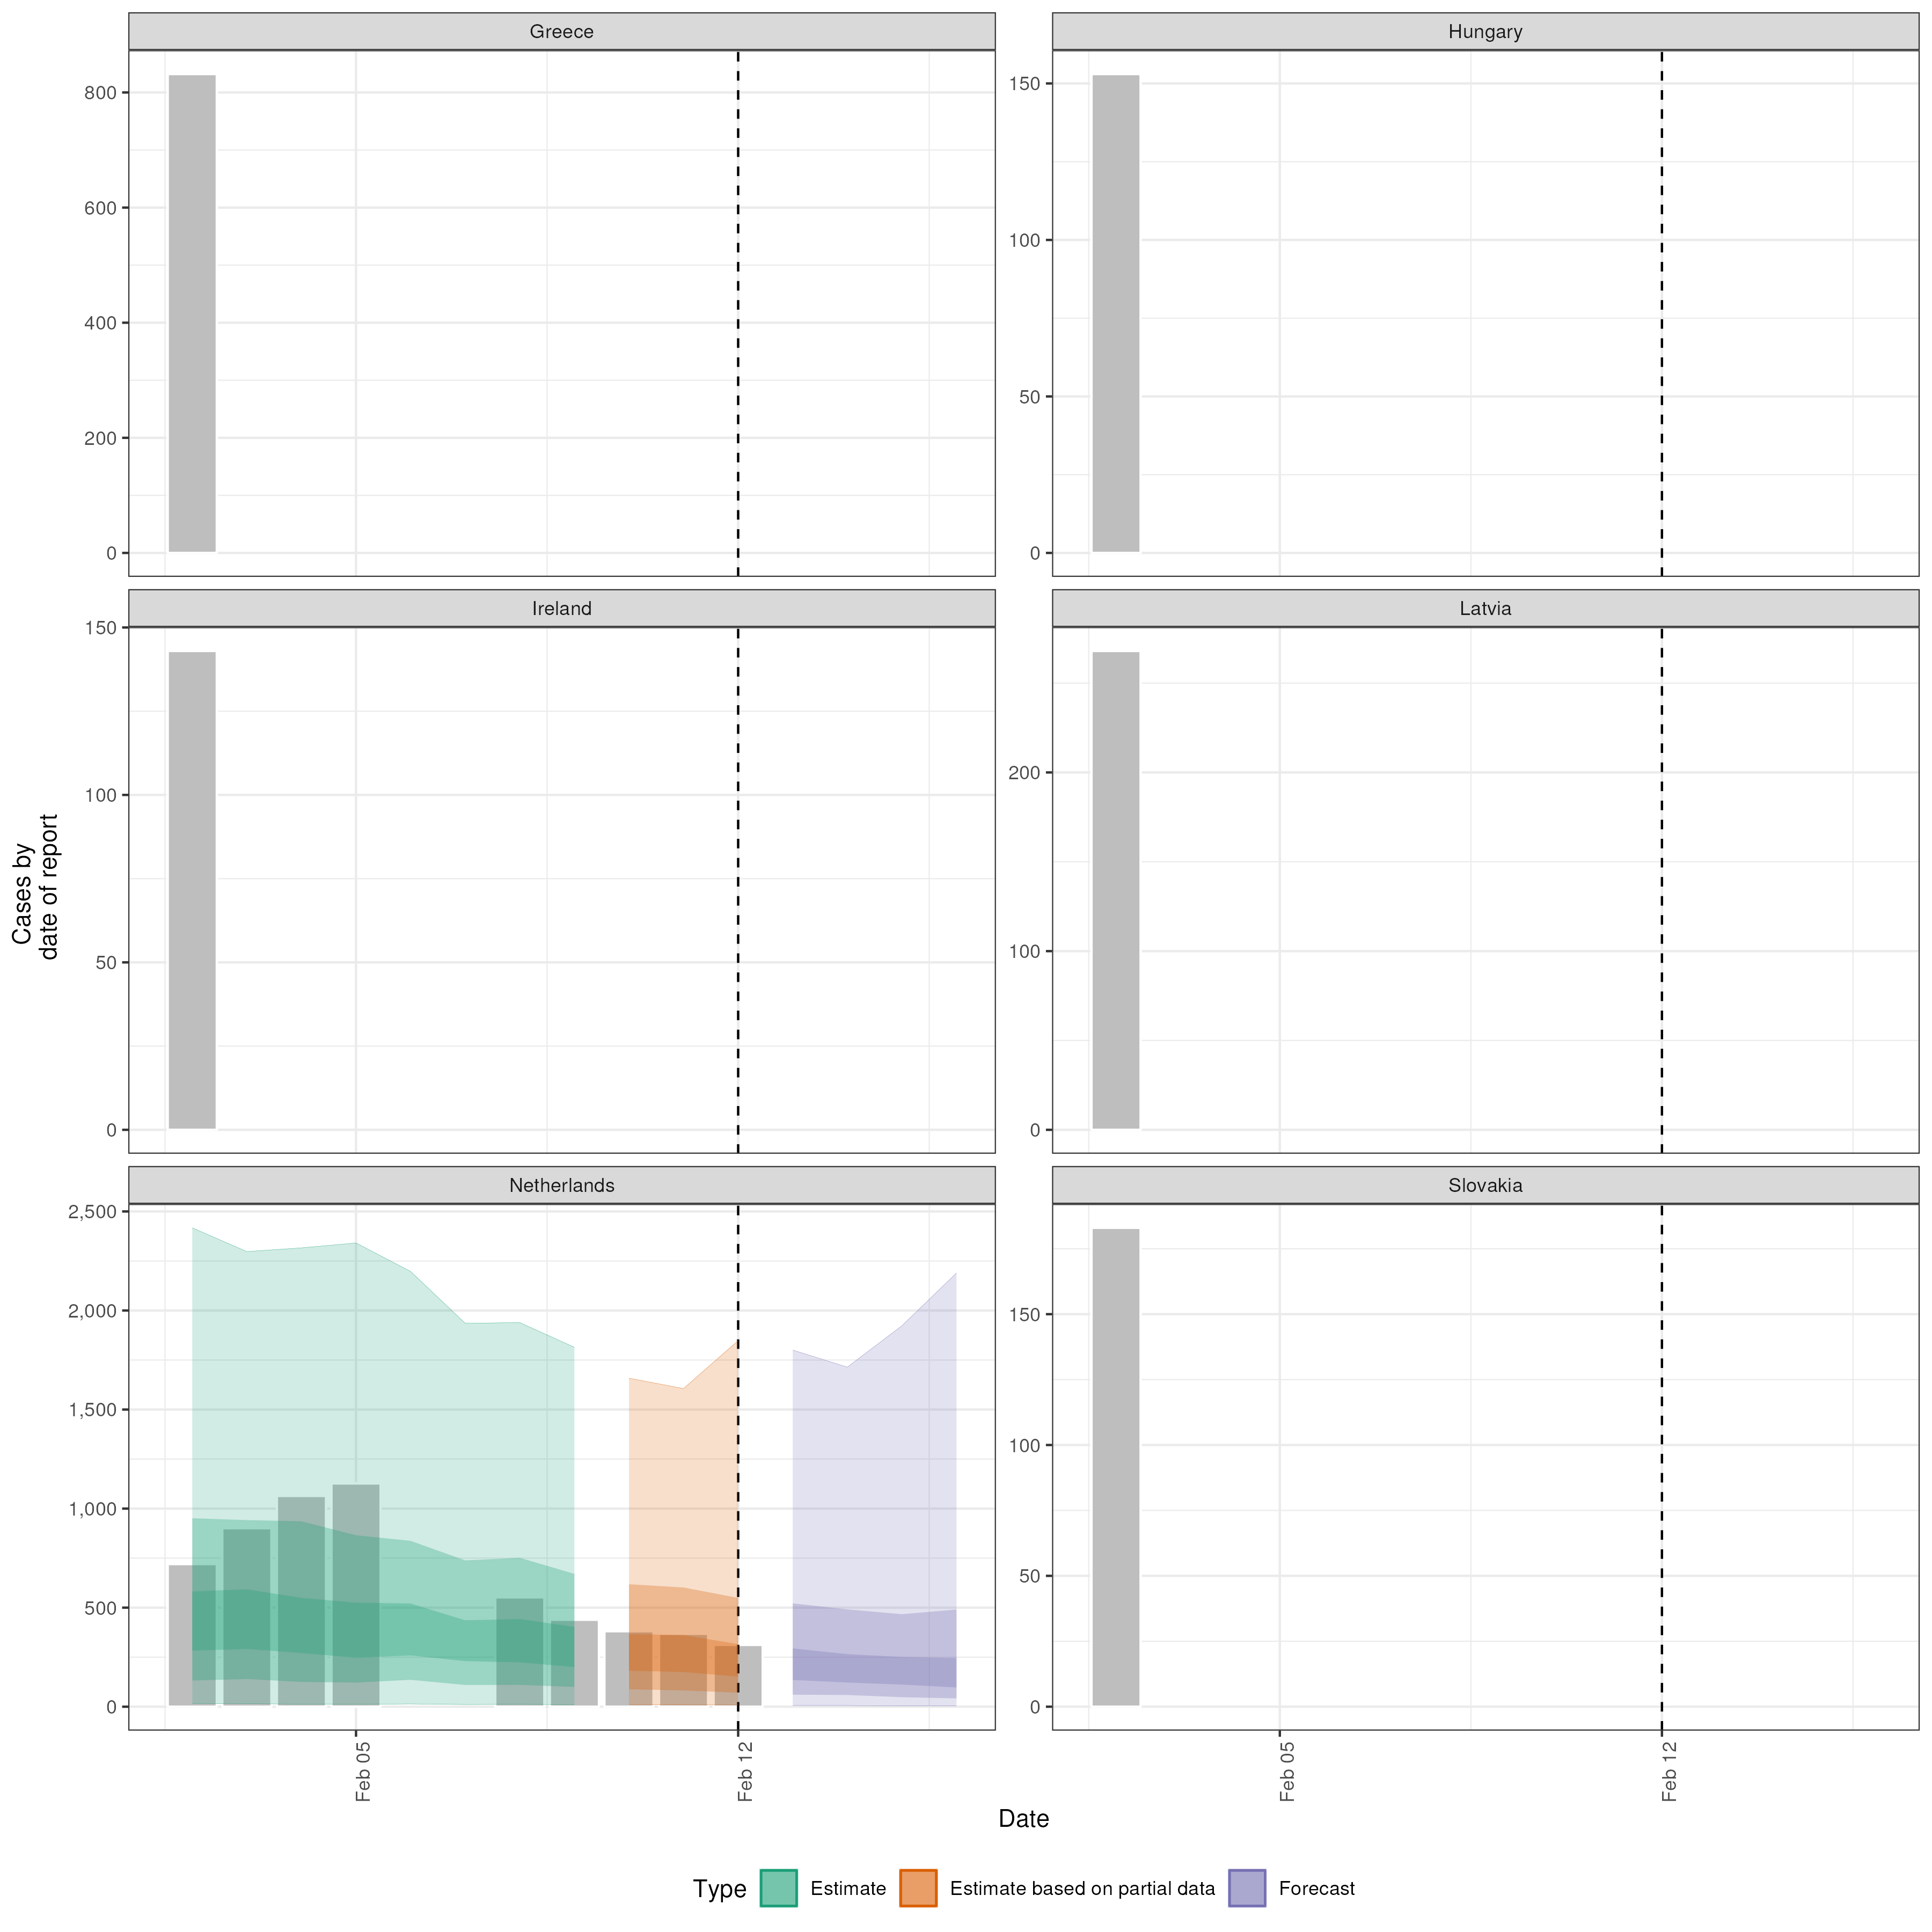 Greece
Hungary
800
600
400
200
0
150
100
50
0
Ireland
Latvia
150
100
50
0
200
100
0
Netherlands
Slovakia
2,500
2,000
1,500
1,000
500
0
150
100
50
0
Feb 05
Feb 12
Feb 05
Feb 12
Cases by
date of report
Date
Type
Estimate
Estimate based on partial data
Forecast